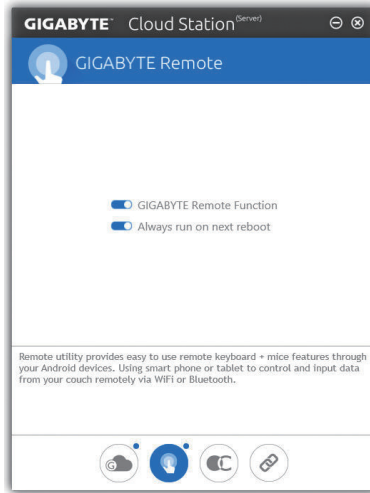 GIGABYTE™ Cloud Station (Server)
GIGABYTE Remote
GIGABYTE Remote Function
Always run on next reboot
Remote utility provides easy to use remote keyboard + mice features through
your Android devices. Using smart phone or tablet to control and input data
from your couch remotely via WiFi or Bluetooth.
G